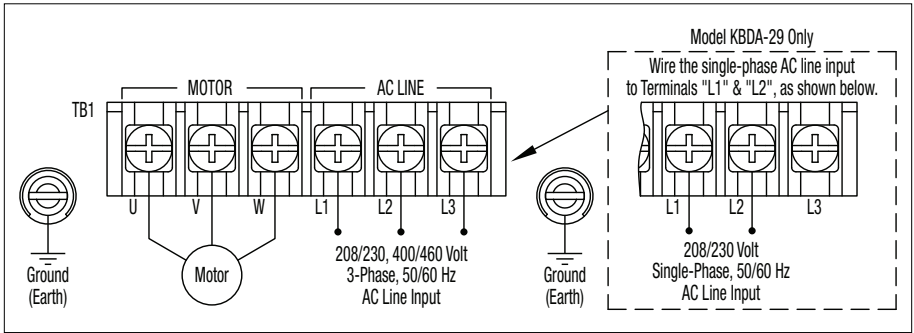 Model KBDA-29 Only
Wire the single-phase AC line input
to Terminals "L1" & "L2", as shown below.
MOTOR
AC LINE
TB1
U
V
W
L1
L2
L3
L1
L2
L3
Motor
Ground
(Earth)
208/230, 400/460 Volt
3-Phase, 50/60 Hz
AC Line Input
Ground
(Earth)
208/230 Volt
Single-Phase, 50/60 Hz
AC Line Input